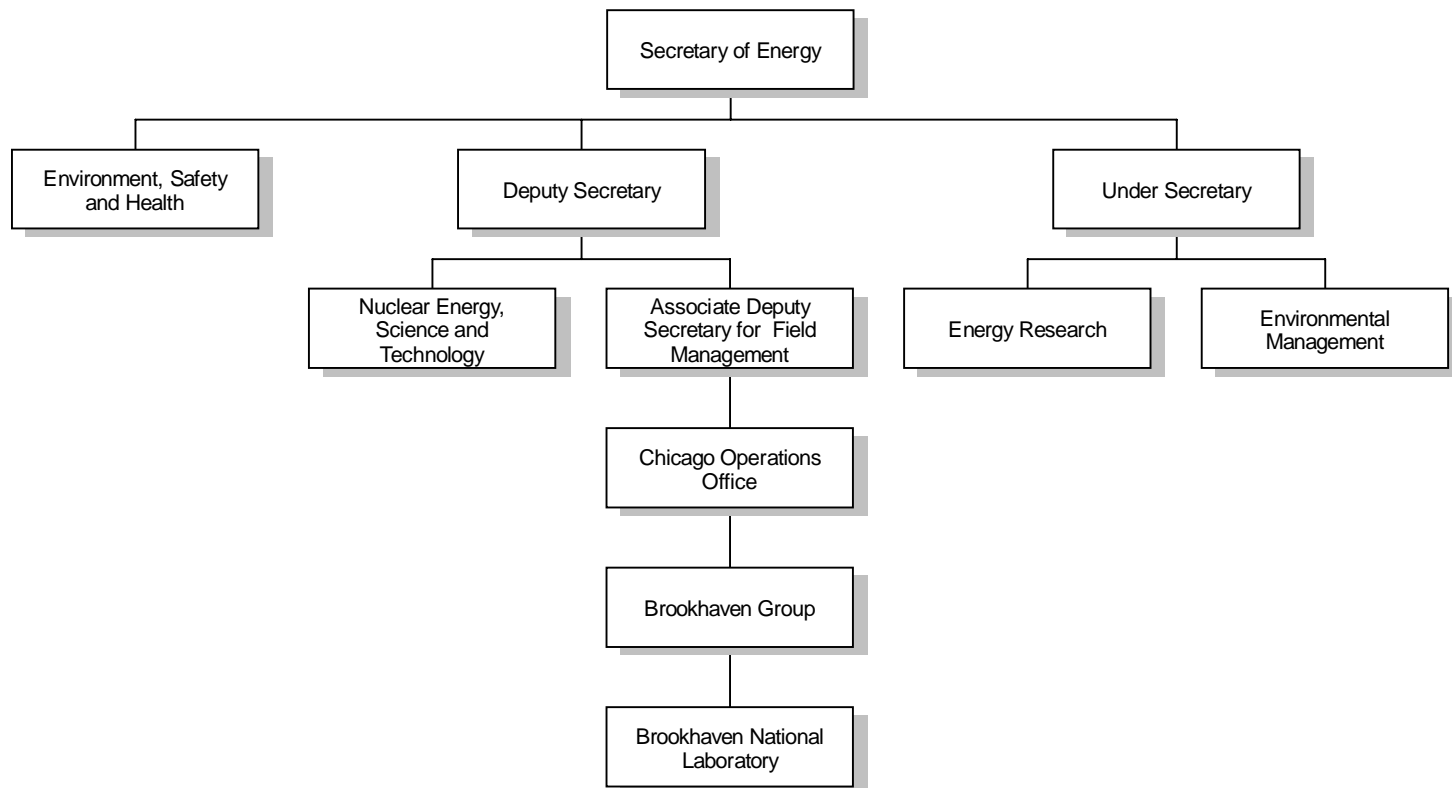 Secretary of Energy
Environment, Safety
and Health
Deputy Secretary
Under Secretary
Nuclear Energy,
Science and
Technology
Associate Deputy
Secretary for  Field
Management
Energy Research
Environmental
Management
Chicago Operations
Office
Brookhaven Group
Brookhaven National
Laboratory